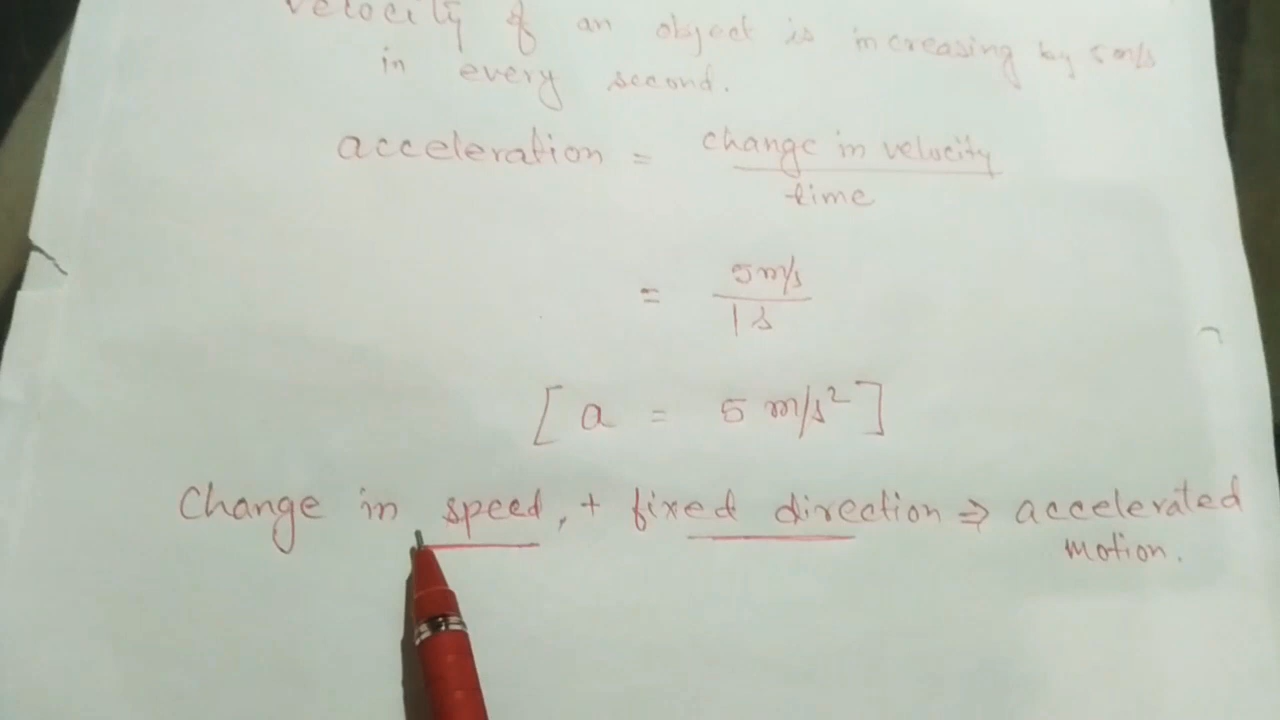 velocity of an object is increasing by 5 m/s
in every second.
acceleration = change in velocity
time
= 5m/s
1s
[ a = 5 m/s² ]
Change in speed, + fixed direction ⇒ accelerated
motion.